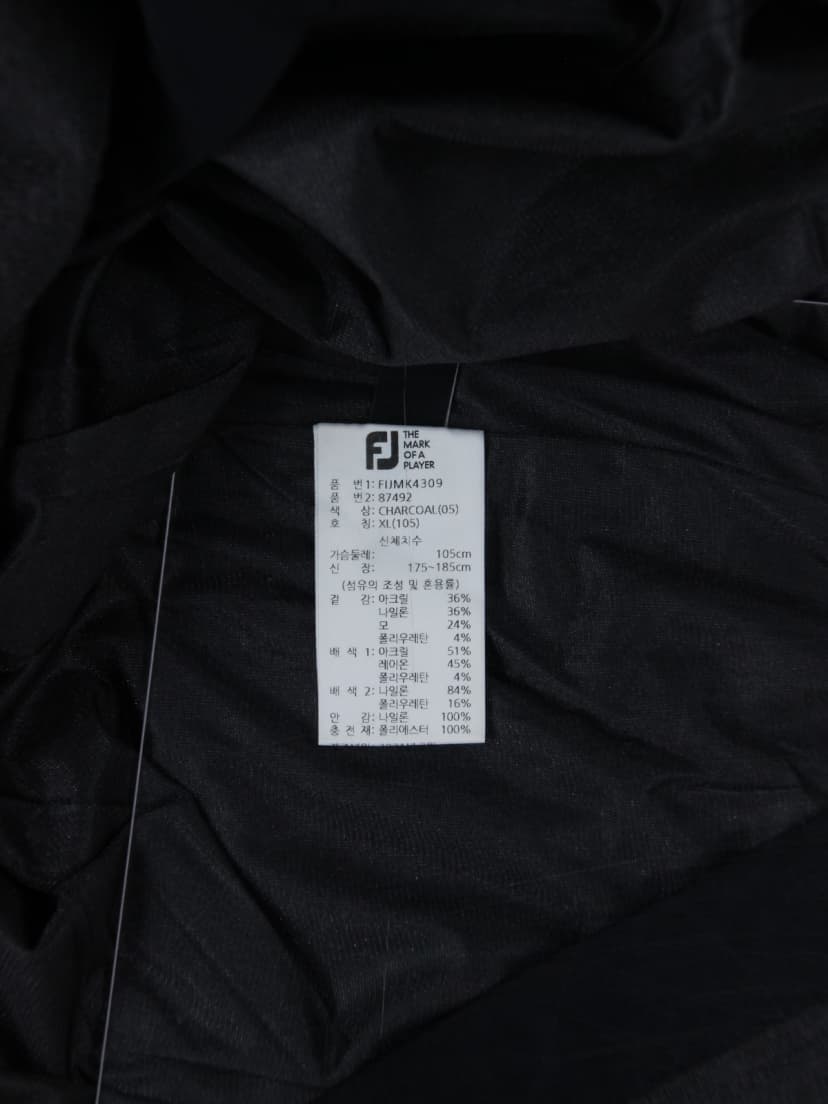 FJ THE
MARK
OF A
PLAYER
품 번1: FIJMK4309
품 번2: 87492
색 상: CHARCOAL(05)
호 칭: XL(105)
신체치수
가슴둘레: 105cm
신 장: 175~185cm
(섬유의 조성 및 혼용률)
겉 감: 아크릴 36%
나일론 36%
모 24%
폴리우레탄 4%
배 색 1: 아크릴 51%
레이온 45%
폴리우레탄 4%
배 색 2: 나일론 84%
폴리우레탄 16%
안 감: 나일론 100%
충 전 재: 폴리에스터 100%